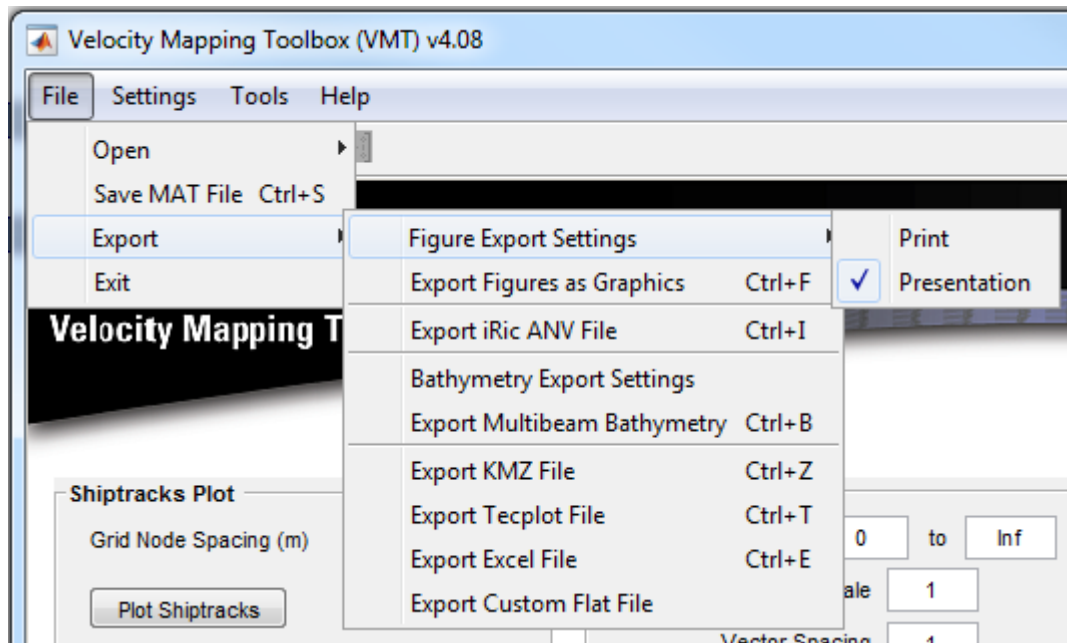 Velocity Mapping Toolbox (VMT) v4.08
File Settings Tools Help
Open
Save MAT File Ctrl+S
Export
Exit
Figure Export Settings
Export Figures as Graphics Ctrl+F
Export iRic ANV File Ctrl+I
Bathymetry Export Settings
Export Multibeam Bathymetry Ctrl+B
Export KMZ File Ctrl+Z
Export Tecplot File Ctrl+T
Export Excel File Ctrl+E
Export Custom Flat File
Print
Presentation
Velocity Mapping T
Shiptracks Plot
Grid Node Spacing (m)
Plot Shiptracks
0 to Inf
ale 1
Vector Spacing 1